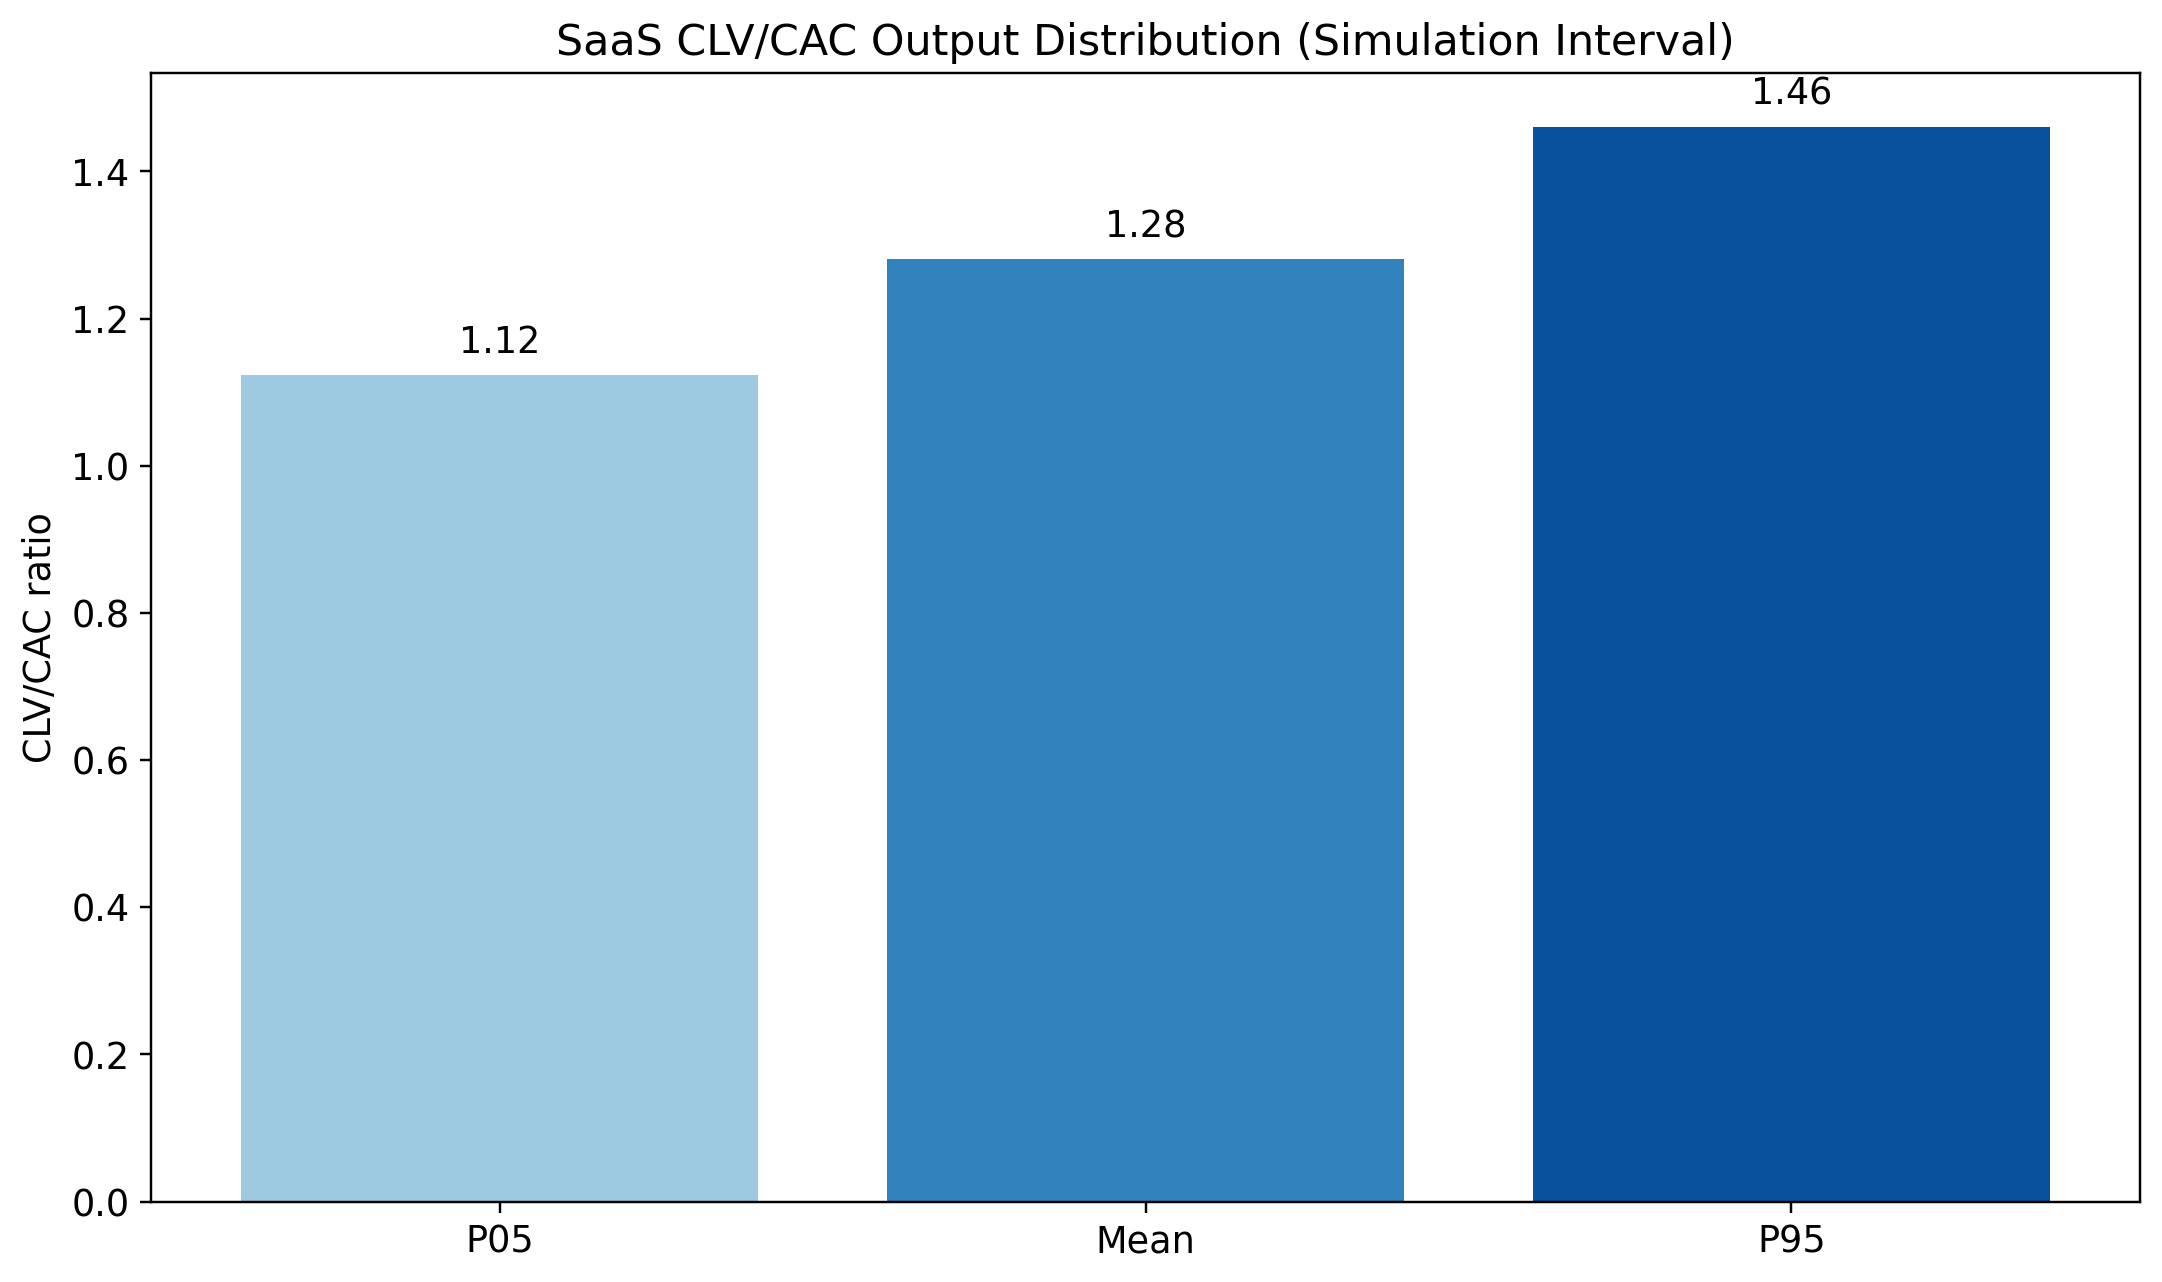 SaaS CLV/CAC Output Distribution (Simulation Interval)
CLV/CAC ratio
1.4
1.2
1.0
0.8
0.6
0.4
0.2
0.0
1.12
1.28
1.46
P05
Mean
P95